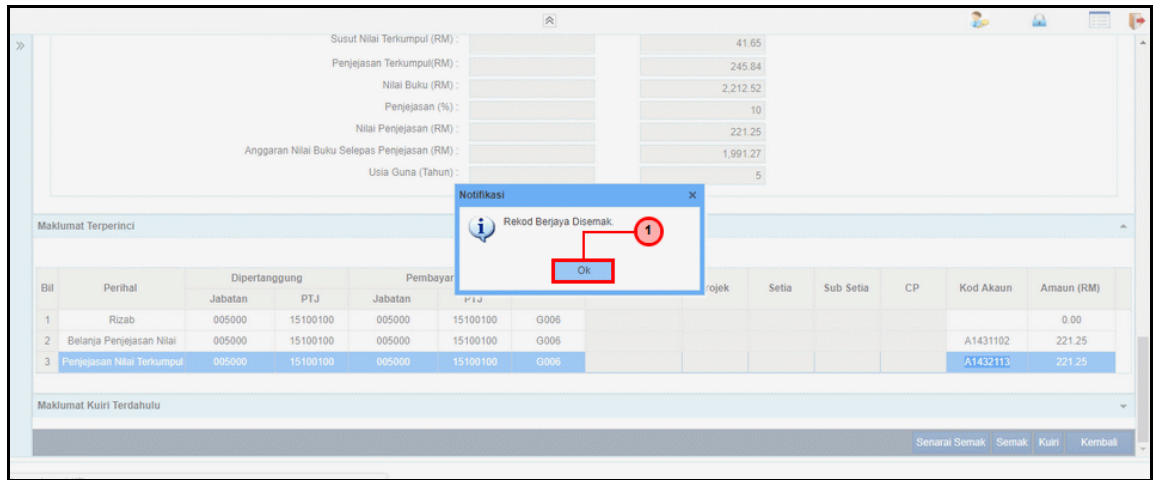 Susut Nilai Terkumpul (RM) : 41.65
Penjejasan Terkumpul(RM) : 245.84
Nilai Buku (RM) : 2,212.52
Penjejasan (%) : 10
Nilai Penjejasan (RM) : 221.25
Anggaran Nilai Buku Selepas Penjejasan (RM) : 1,991.27
Usia Guna (Tahun) : 5
Notifikasi x
Rekod Berjaya Disemak.
1
Ok
Maklumat Terperinci
Bil Perihal Dipertanggung Pembayar rojek Setia Sub Setia CP Kod Akaun Amaun (RM)
Jabatan PTJ Jabatan PTJ
1 Rizab 005000 15100100 005000 15100100 G006 0.00
2 Belanja Penjejasan Nilai 005000 15100100 005000 15100100 G006 A1431102 221.25
3 Penjejasan Nilai Terkumpul 005000 15100100 005000 15100100 G006 A1432113 221.25
Maklumat Kuiri Terdahulu
Senarai Semak Semak Kuiri Kembali